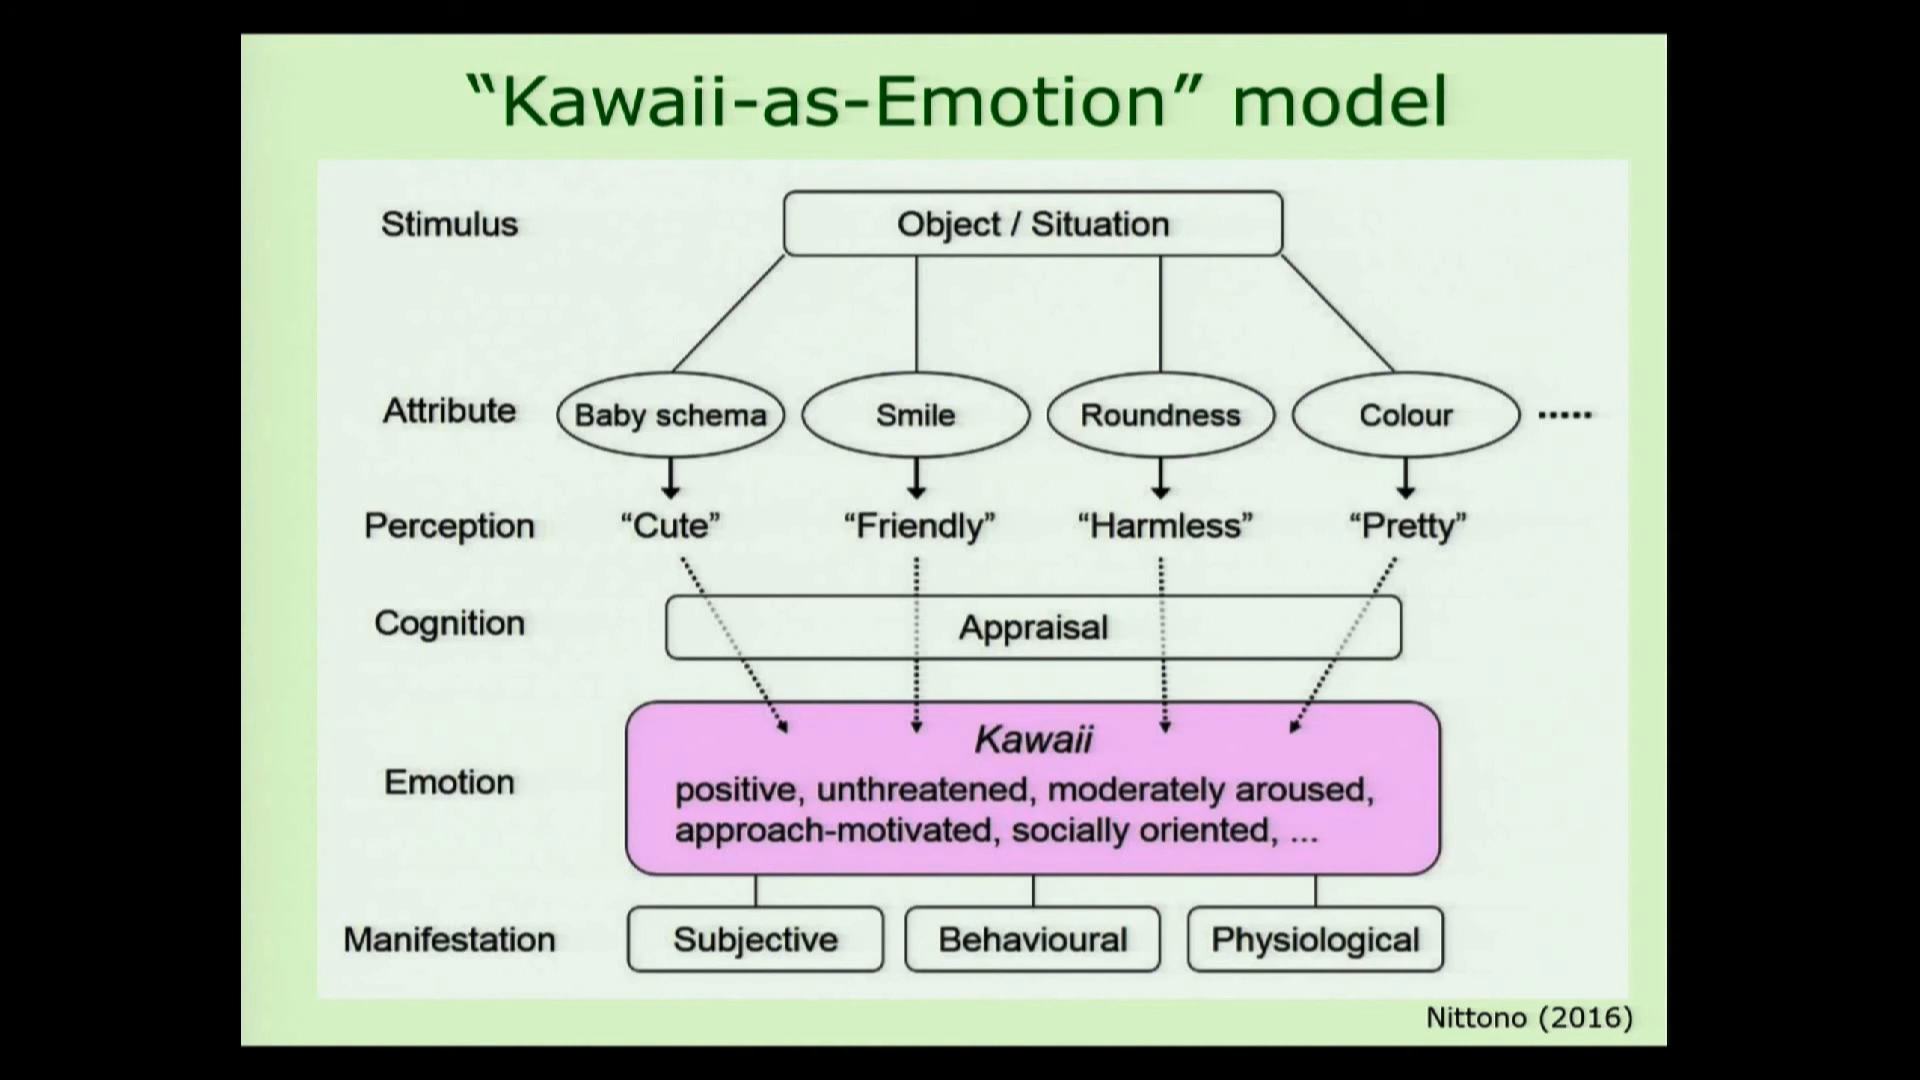 “Kawaii-as-Emotion” model
Stimulus
Object / Situation
Attribute
Baby schema
Smile
Roundness
Colour
.....
Perception
“Cute”
“Friendly”
“Harmless”
“Pretty”
Cognition
Appraisal
Emotion
Kawaii
positive, unthreatened, moderately aroused,
approach-motivated, socially oriented, ...
Manifestation
Subjective
Behavioural
Physiological
Nittono (2016)